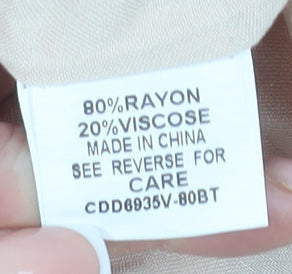 80%RAYON
20%VISCOSE
MADE IN CHINA
SEE REVERSE FOR
CARE
CDD6935V-80BT